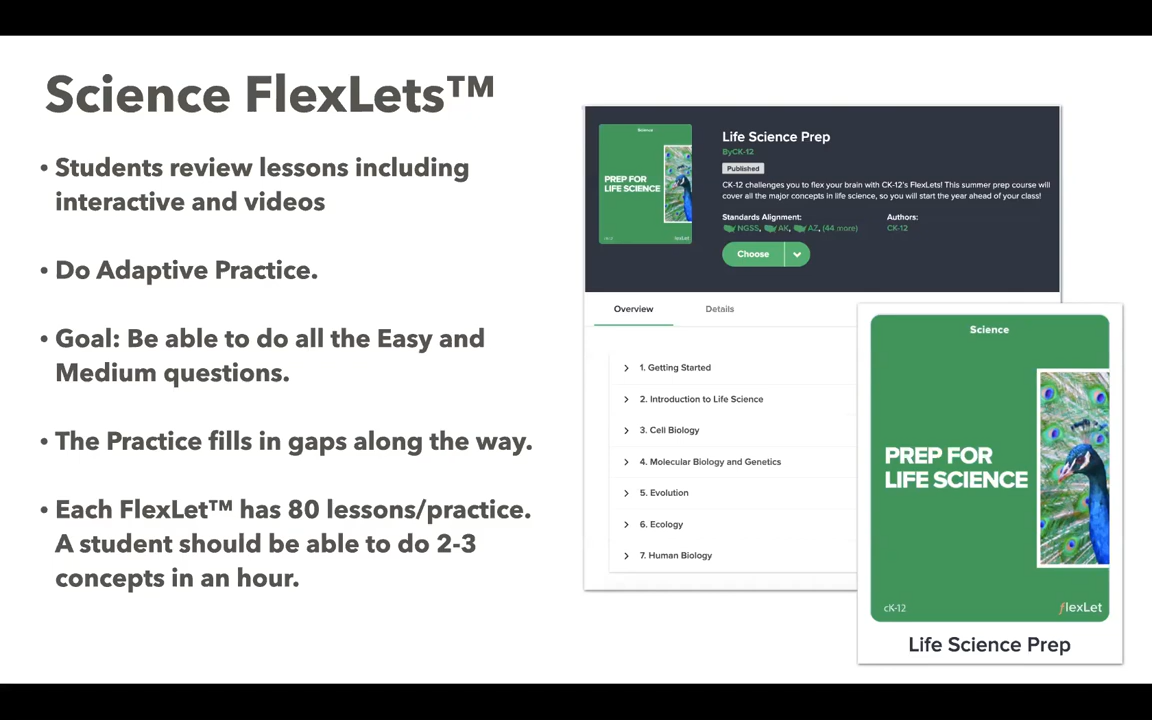 Science FlexLets™
• Students review lessons including
interactive and videos
• Do Adaptive Practice.
• Goal: Be able to do all the Easy and
Medium questions.
• The Practice fills in gaps along the way.
• Each FlexLet™ has 80 lessons/practice.
A student should be able to do 2-3
concepts in an hour.
Science
PREP FOR
LIFE SCIENCE
cK-12
flexLet
Life Science Prep
ByCK-12
Published
CK-12 challenges you to flex your brain with CK-12's FlexLets! This summer prep course will
cover all the major concepts in life science, so you will start the year ahead of your class!
Standards Alignment:
NGSS, AK, AZ, (44 more)
Authors:
CK-12
Choose
Overview
Details
1. Getting Started
2. Introduction to Life Science
3. Cell Biology
4. Molecular Biology and Genetics
5. Evolution
6. Ecology
7. Human Biology
Science
PREP FOR
LIFE SCIENCE
cK-12
flexLet
Life Science Prep